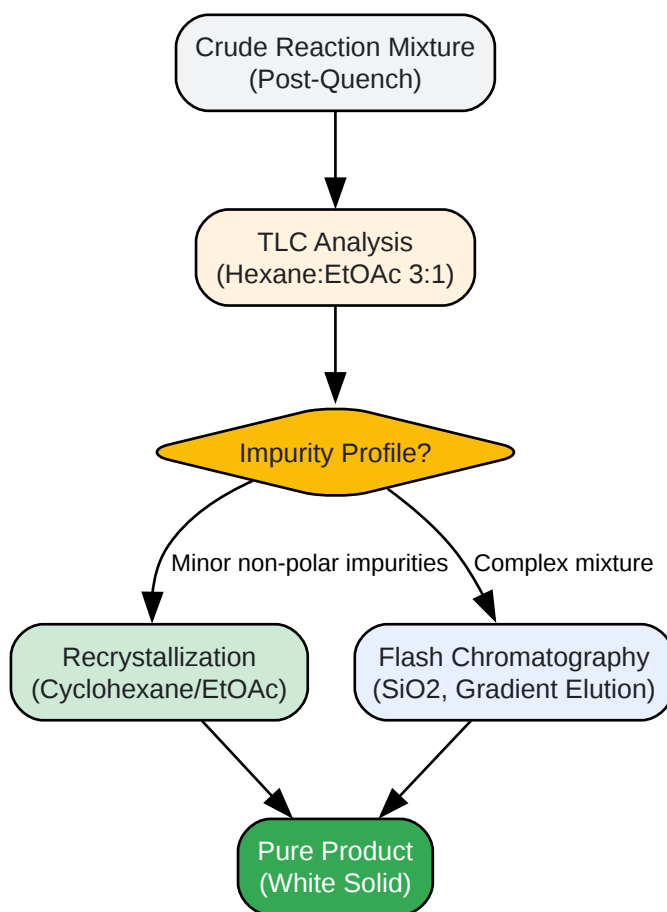 Crude Reaction Mixture
(Post-Quench)
TLC Analysis
(Hexane:EtOAc 3:1)
Impurity Profile?
Minor non-polar impurities
Complex mixture
Recrystallization
(Cyclohexane/EtOAc)
Flash Chromatography
(SiO2, Gradient Elution)
Pure Product
(White Solid)